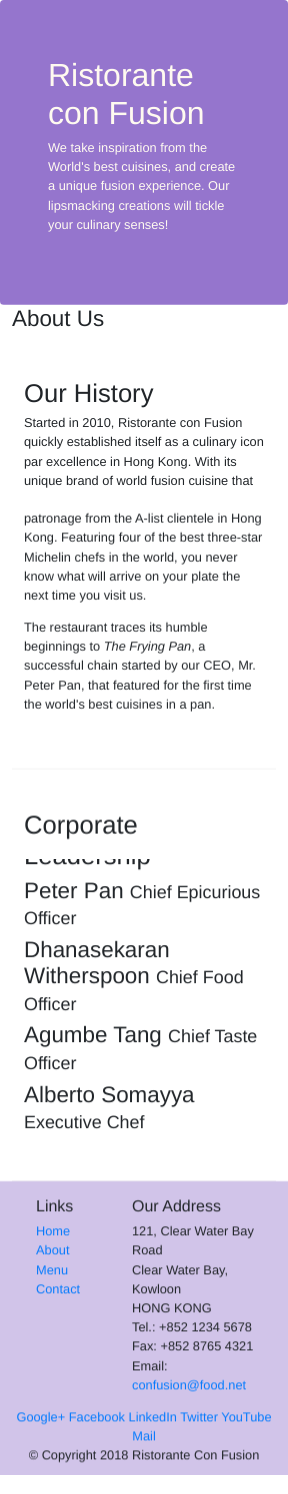 Ristorante
con Fusion
We take inspiration from the
World's best cuisines, and create
a unique fusion experience. Our
lipsmacking creations will tickle
your culinary senses!
About Us
Our History
Started in 2010, Ristorante con Fusion
quickly established itself as a culinary icon
par excellence in Hong Kong. With its
unique brand of world fusion cuisine that
patronage from the A-list clientele in Hong
Kong. Featuring four of the best three-star
Michelin chefs in the world, you never
know what will arrive on your plate the
next time you visit us.
The restaurant traces its humble
beginnings to The Frying Pan, a
successful chain started by our CEO, Mr.
Peter Pan, that featured for the first time
the world's best cuisines in a pan.
Corporate
Leadership
Peter Pan Chief Epicurious
Officer
Dhanasekaran
Witherspoon Chief Food
Officer
Agumbe Tang Chief Taste
Officer
Alberto Somayya
Executive Chef
Links
Home
About
Menu
Contact
Our Address
121, Clear Water Bay
Road
Clear Water Bay,
Kowloon
HONG KONG
Tel.: +852 1234 5678
Fax: +852 8765 4321
Email:
confusion@food.net
Google+ Facebook LinkedIn Twitter YouTube
Mail
© Copyright 2018 Ristorante Con Fusion